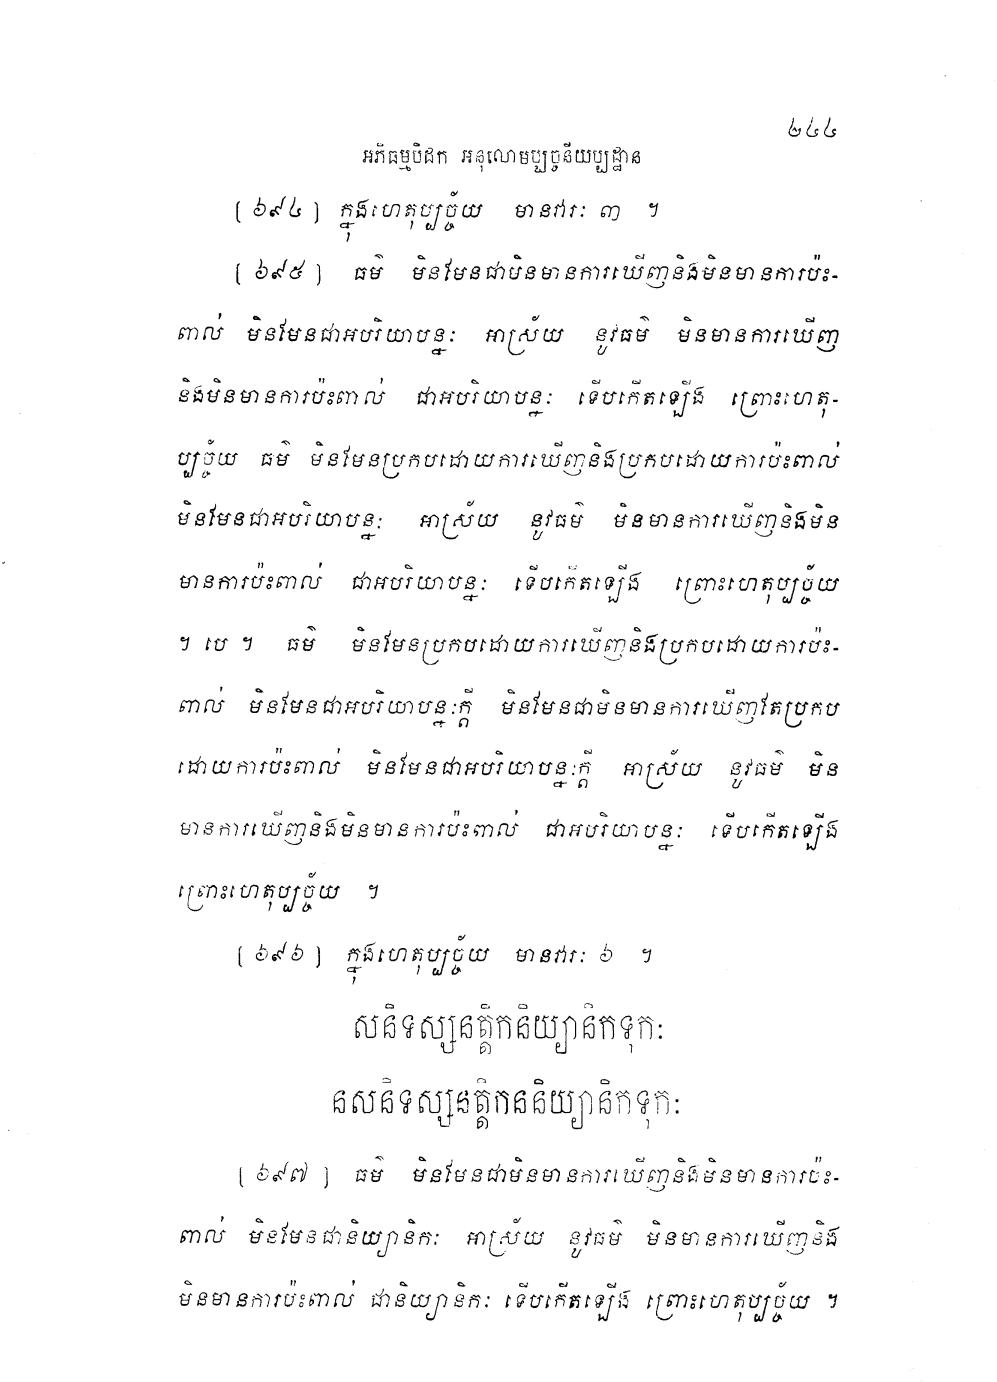 ២៤៤
អភិធម្មបិដក អនុលោមប្បច្ចនីយប្បដ្ឋាន
[ ៦៩៤ ] ក្នុងហេតុប្បច្ច័យ មានវារៈ ៣ ។
[ ៦៩៥ ] ធម៌ មិនមែនជាមិនមានការឃើញនិងមិនមានការប៉ះ-
ពាល់ មិនមែនជាអបរិយាបន្នៈ អាស្រ័យ នូវធម៌ មិនមានការឃើញ
និងមិនមានការប៉ះពាល់ ជាអបរិយាបន្នៈ ទើបកើតឡើង ព្រោះហេតុ-
ប្បច្ច័យ ធម៌ មិនមែនប្រកបដោយការឃើញនិងប្រកបដោយការប៉ះពាល់
មិនមែនជាអបរិយាបន្នៈ អាស្រ័យ នូវធម៌ មិនមានការឃើញនិងមិន
មានការប៉ះពាល់ ជាអបរិយាបន្នៈ ទើបកើតឡើង ព្រោះហេតុប្បច្ច័យ
។ បេ ។ ធម៌ មិនមែនប្រកបដោយការឃើញនិងប្រកបដោយការប៉ះ-
ពាល់ មិនមែនជាអបរិយាបន្នៈក្តី មិនមែនជាមិនមានការឃើញតែប្រកប
ដោយការប៉ះពាល់ មិនមែនជាអបរិយាបន្នៈក្តី អាស្រ័យ នូវធម៌ មិន
មានការឃើញនិងមិនមានការប៉ះពាល់ ជាអបរិយាបន្នៈ ទើបកើតឡើង
ព្រោះហេតុប្បច្ច័យ ។
[ ៦៩៦ ] ក្នុងហេតុប្បច្ច័យ មានវារៈ ៦ ។
សនិទស្សនត្តិកនិយ្យានិកទុកៈ
នសនិទស្សនត្តិកននិយ្យានិកទុកៈ
[ ៦៩៧ ] ធម៌ មិនមែនជាមិនមានការឃើញនិងមិនមានការប៉ះ-
ពាល់ មិនមែនជានិយ្យានិកៈ អាស្រ័យ នូវធម៌ មិនមានការឃើញនិង
មិនមានការប៉ះពាល់ ជានិយ្យានិកៈ ទើបកើតឡើង ព្រោះហេតុប្បច្ច័យ ។